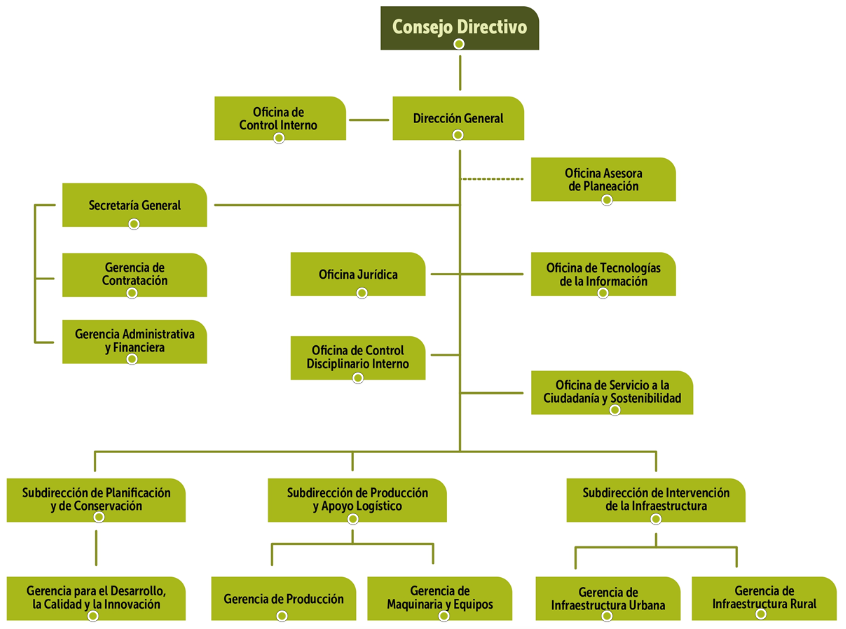 Consejo Directivo
Oficina de
Control Interno
Dirección General
Oficina Asesora
de Planeación
Secretaría General
Gerencia de
Contratación
Oficina Jurídica
Oficina de Tecnologías
de la Información
Gerencia Administrativa
y Financiera
Oficina de Control
Disciplinario Interno
Oficina de Servicio a la
Ciudadanía y Sostenibilidad
Subdirección de Planificación
y de Conservación
Subdirección de Producción
y Apoyo Logístico
Subdirección de Intervención
de la Infraestructura
Gerencia para el Desarrollo,
la Calidad y la Innovación
Gerencia de Producción
Gerencia de
Maquinaria y Equipos
Gerencia de
Infraestructura Urbana
Gerencia de
Infraestructura Rural